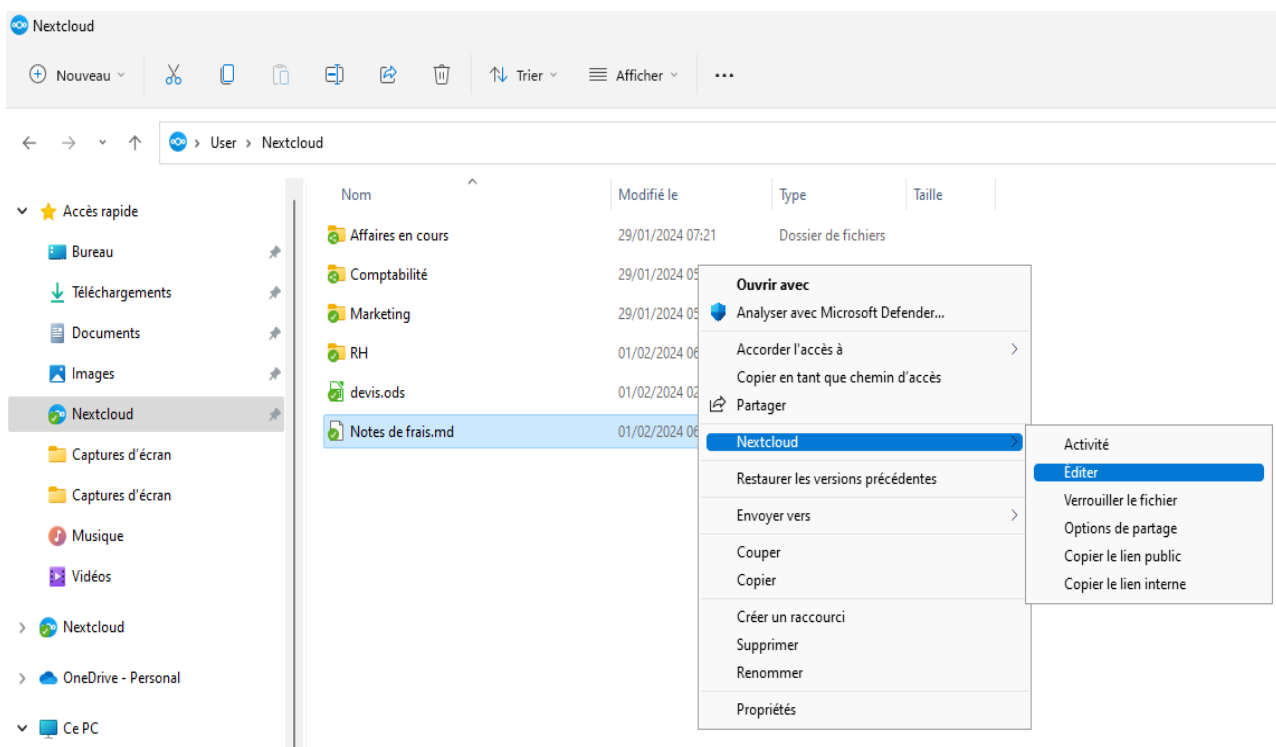 Nextcloud
Nouveau
Trier
Afficher
User > Nextcloud
Nom
Modifié le
Type
Taille
Accès rapide
Bureau
Téléchargements
Documents
Images
Nextcloud
Captures d'écran
Captures d'écran
Musique
Vidéos
Nextcloud
OneDrive - Personal
Ce PC
Affaires en cours 29/01/2024 07:21 Dossier de fichiers
Comptabilité 29/01/2024 05
Marketing 29/01/2024 05
RH 01/02/2024 06
devis.ods 01/02/2024 02
Notes de frais.md 01/02/2024 06
Ouvrir avec
Analyser avec Microsoft Defender...
Accorder l'accès à
Copier en tant que chemin d'accès
Partager
Nextcloud
Restaurer les versions précédentes
Envoyer vers
Couper
Copier
Créer un raccourci
Supprimer
Renommer
Propriétés
Activité
Éditer
Verrouiller le fichier
Options de partage
Copier le lien public
Copier le lien interne